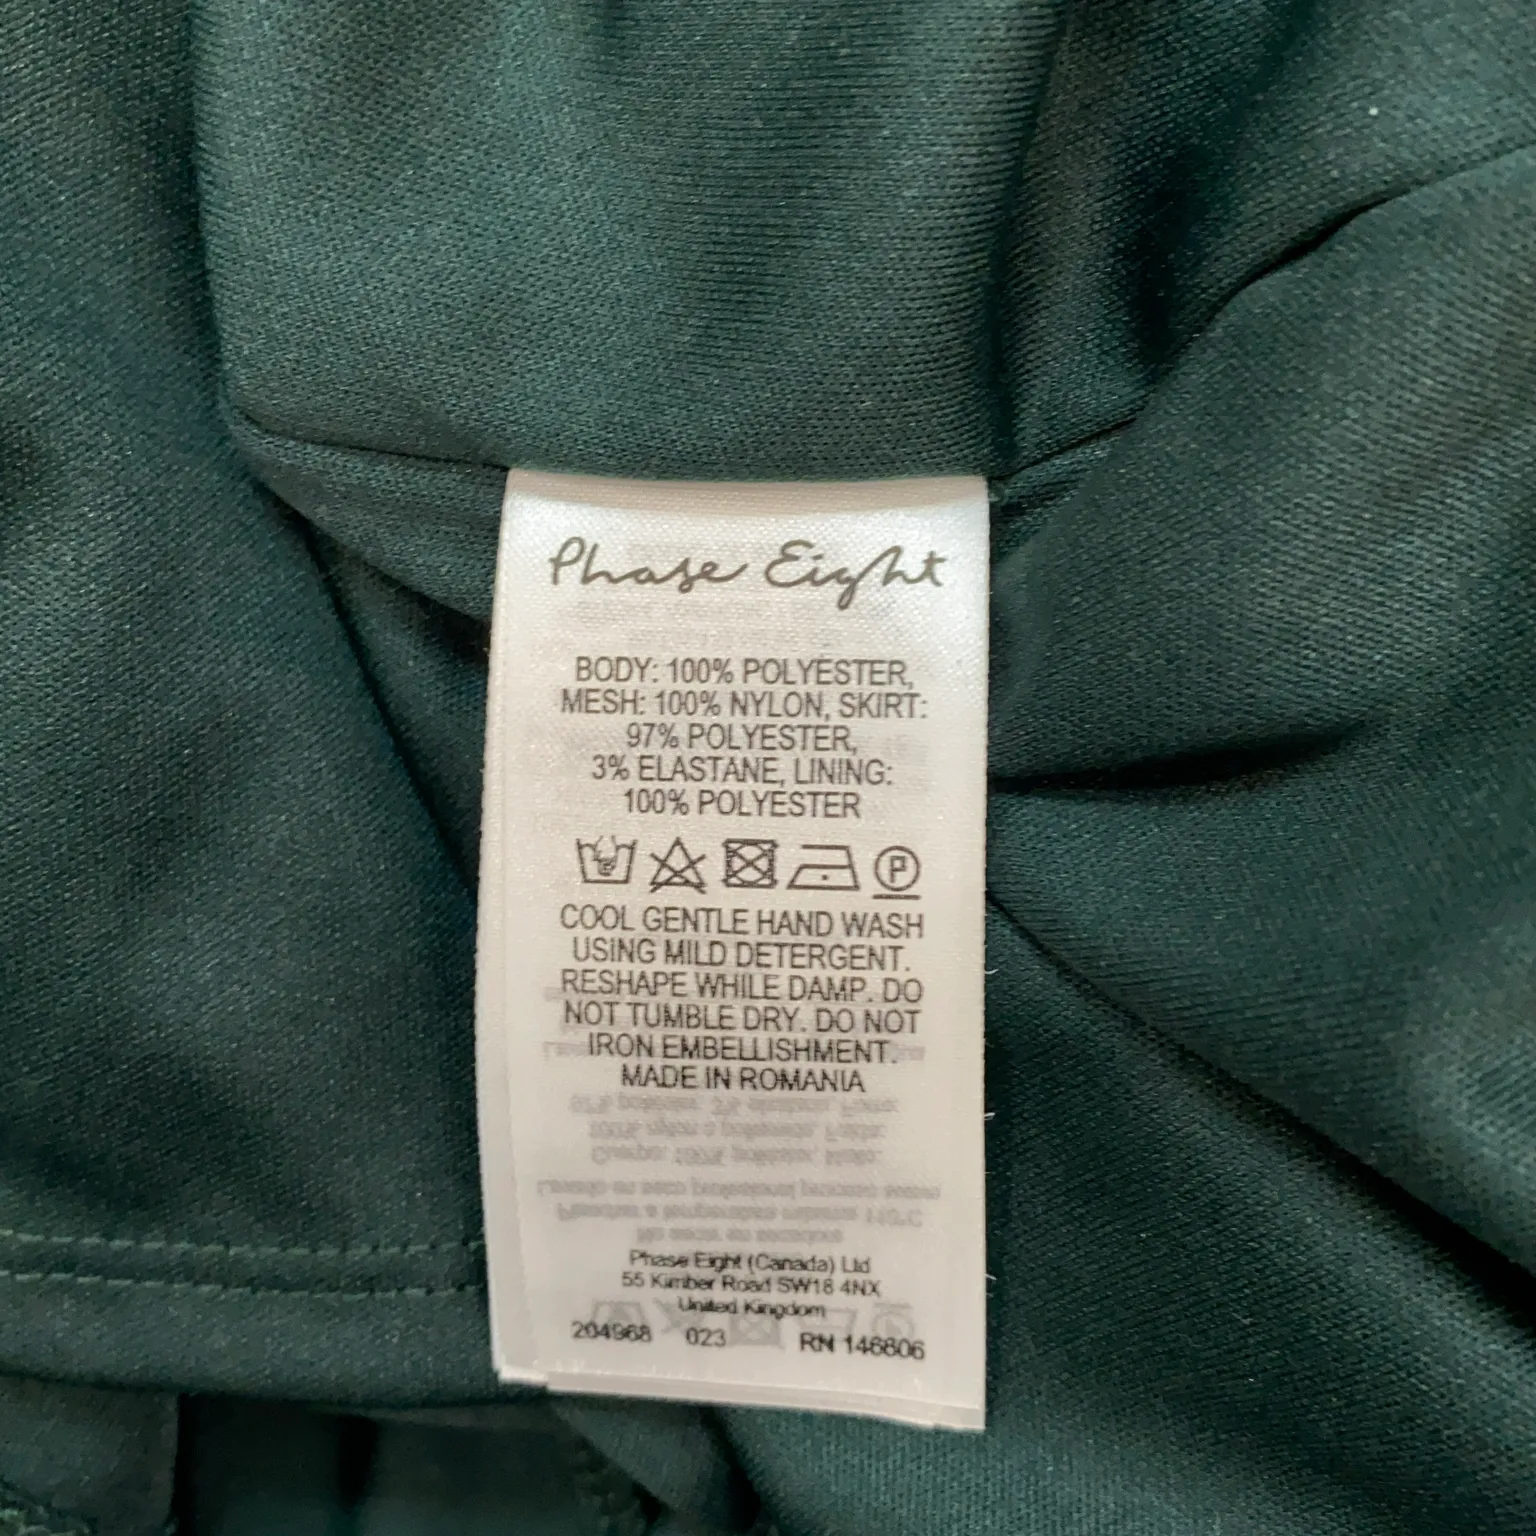 Phase Eight
BODY: 100% POLYESTER,
MESH: 100% NYLON, SKIRT:
97% POLYESTER,
3% ELASTANE, LINING:
100% POLYESTER
P
COOL GENTLE HAND WASH
USING MILD DETERGENT.
RESHAPE WHILE DAMP. DO
NOT TUMBLE DRY. DO NOT
IRON EMBELLISHMENT.
MADE IN ROMANIA
Phase Eight (Canada) Ltd
55 Kimber Road SW18 4NX
United Kingdom
204968 023 RN 146806